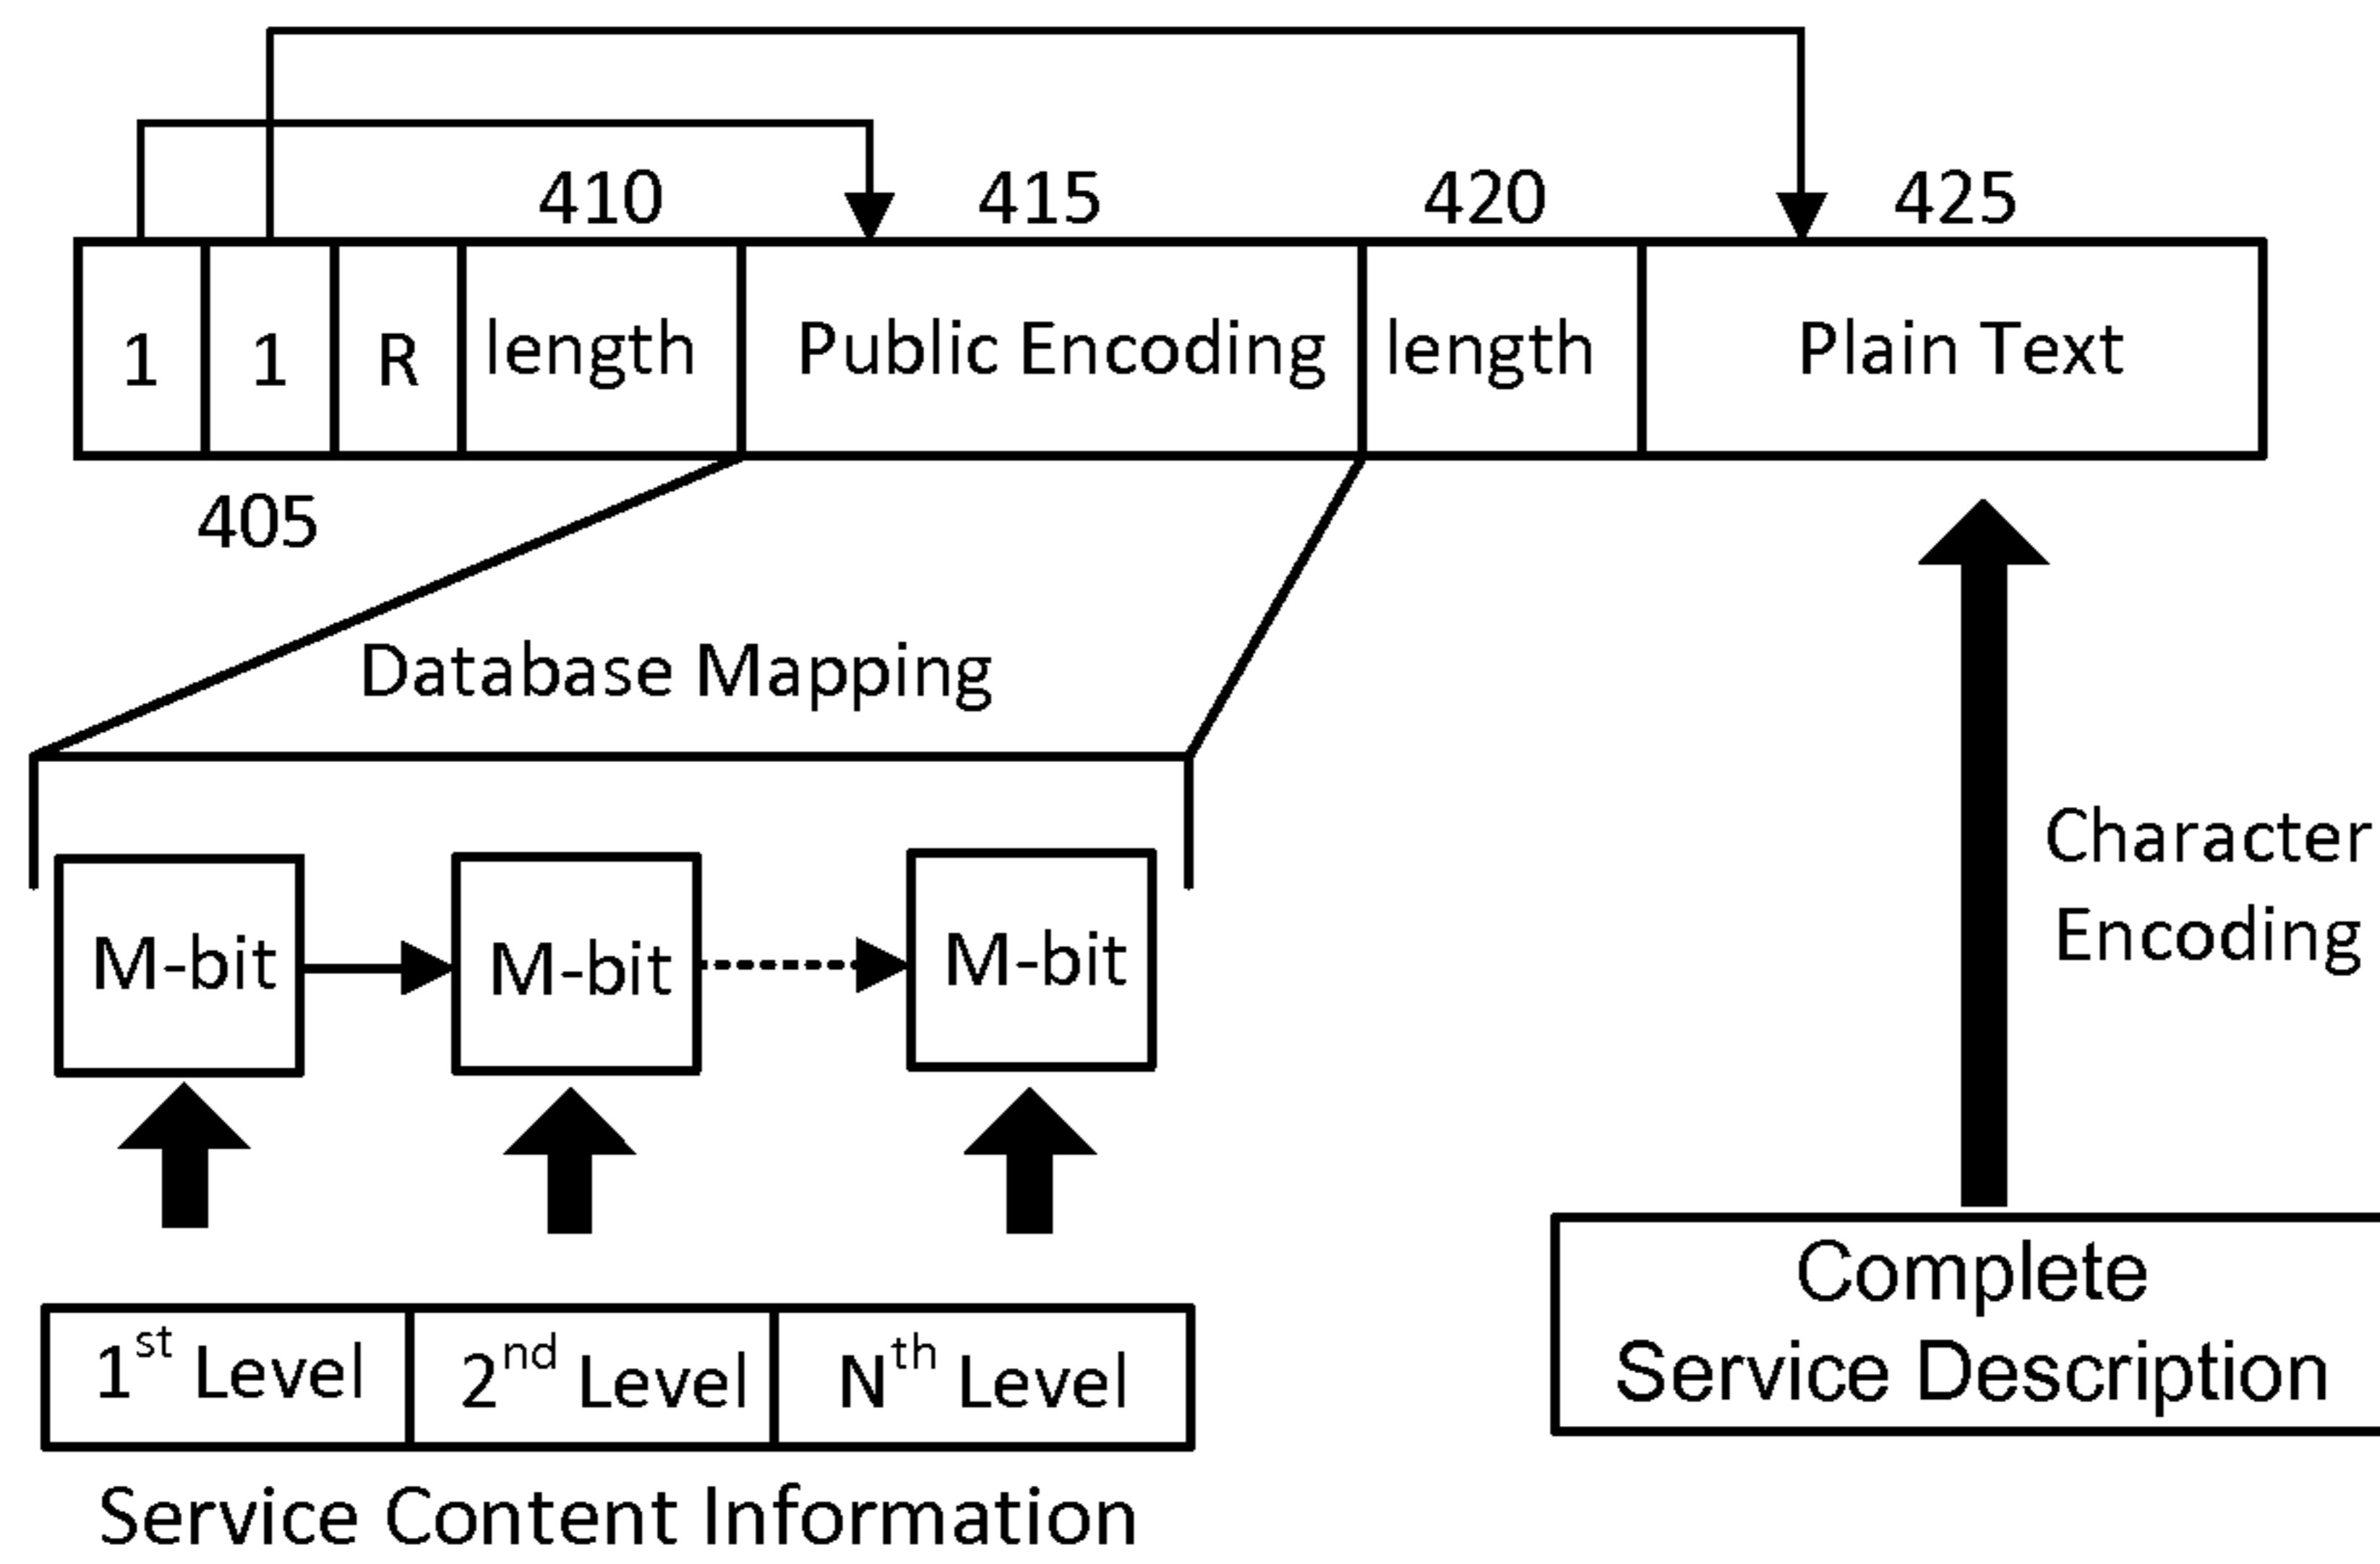 410 415 420 425
1 1 R length Public Encoding length Plain Text
405
Database Mapping
Character
Encoding
M-bit M-bit M-bit
Complete
Service Description
1st Level 2nd Level Nth Level
Service Content Information